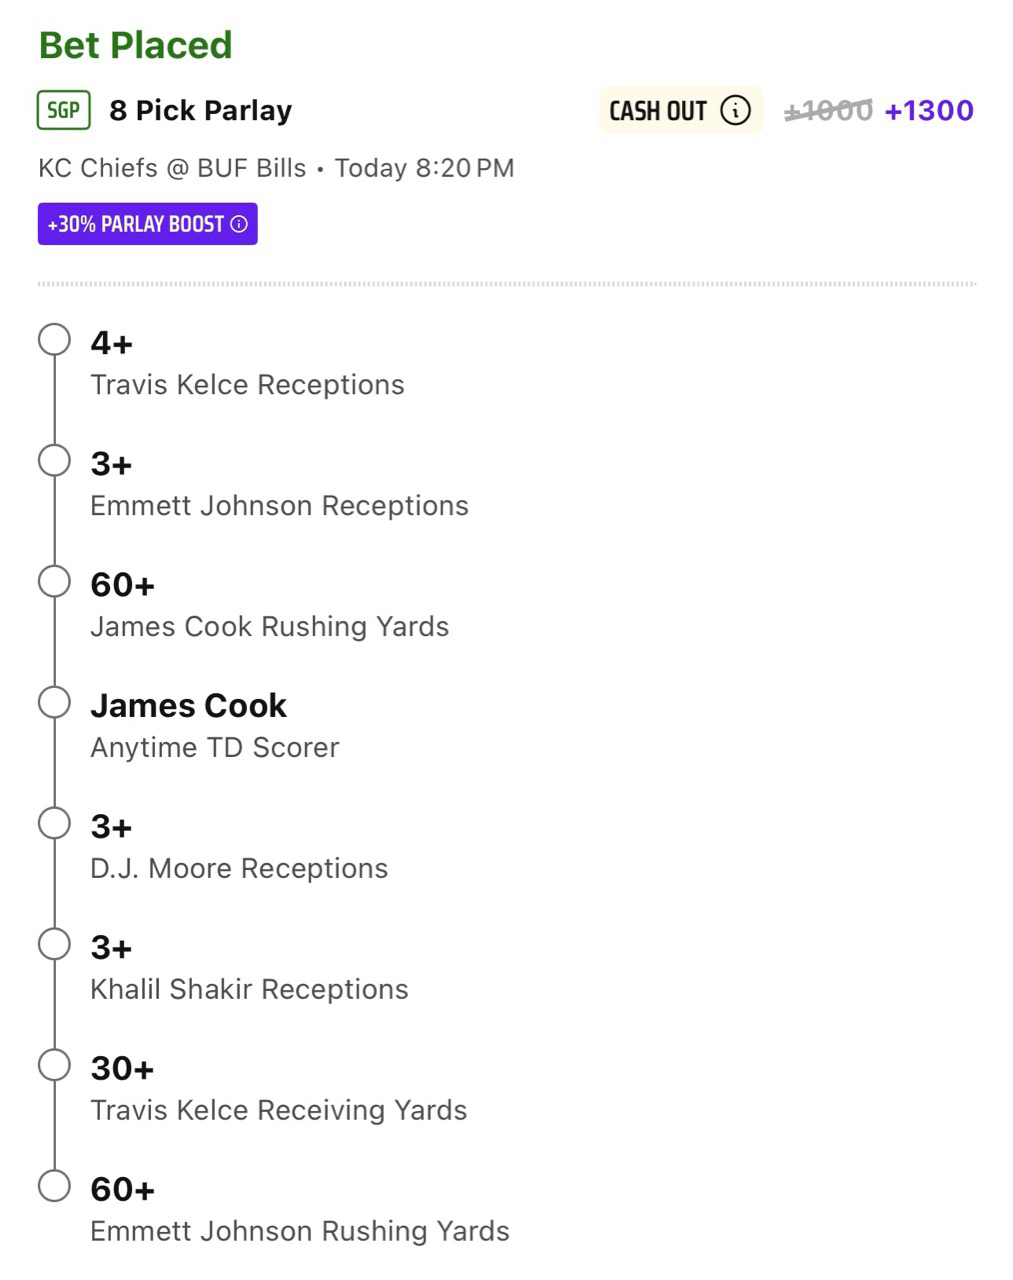 Bet Placed
SGP 8 Pick Parlay CASH OUT +1000 +1300
KC Chiefs @ BUF Bills • Today 8:20 PM
+30% PARLAY BOOST
4+
Travis Kelce Receptions
3+
Emmett Johnson Receptions
60+
James Cook Rushing Yards
James Cook
Anytime TD Scorer
3+
D.J. Moore Receptions
3+
Khalil Shakir Receptions
30+
Travis Kelce Receiving Yards
60+
Emmett Johnson Rushing Yards